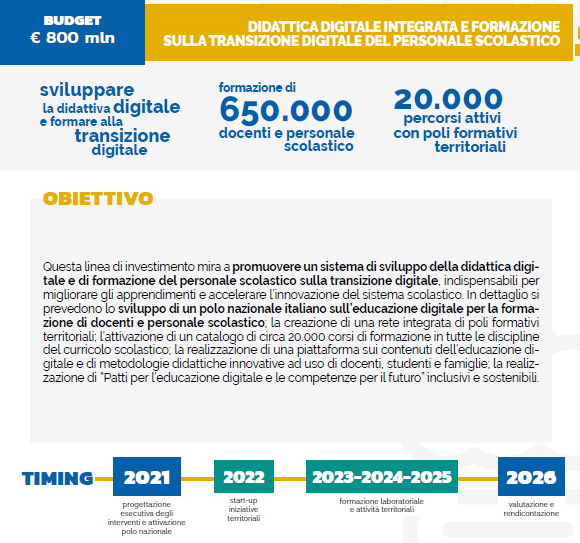 BUDGET
€ 800 mln
DIDATTICA DIGITALE INTEGRATA E FORMAZIONE
SULLA TRANSIZIONE DIGITALE DEL PERSONALE SCOLASTICO
sviluppare
la didattiva digitale
e formare alla
transizione
digitale
formazione di
650.000
docenti e personale
scolastico
20.000
percorsi attivi
con poli formativi
territoriali
OBIETTIVO
Questa linea di investimento mira a promuovere un sistema di sviluppo della didattica digi-
tale e di formazione del personale scolastico sulla transizione digitale, indispensabili per
migliorare gli apprendimenti e accelerare l'innovazione del sistema scolastico. In dettaglio si
prevedono lo sviluppo di un polo nazionale italiano sull'educazione digitale per la forma-
zione di docenti e personale scolastico; la creazione di una rete integrata di poli formativi
territoriali; l'attivazione di un catalogo di circa 20.000 corsi di formazione in tutte le discipline
del curricolo scolastico; la realizzazione di una piattaforma sui contenuti dell'educazione di-
gitale e di metodologie didattiche innovative ad uso di docenti, studenti e famiglie; la realiz-
zazione di "Patti per l'educazione digitale e le competenze per il futuro" inclusivi e sostenibili.
TIMING
2021
progettazione
esecutiva degli
interventi e attivazione
polo nazionale
2022
start-up
iniziative
territoriali
2023-2024-2025
formazione laboratoriale
e attività territoriali
2026
valutazione e
rendicontazione